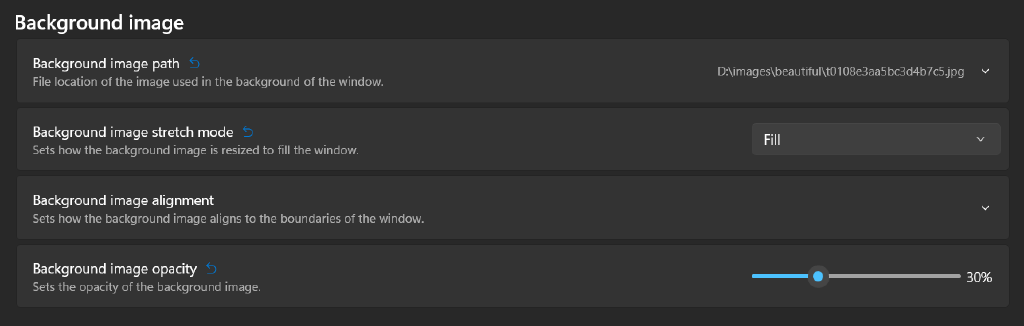 Background image
Background image path
File location of the image used in the background of the window.
D:\images\beautiful\t0108e3aa5bc3d4b7c5.jpg
Background image stretch mode
Sets how the background image is resized to fill the window.
Fill
Background image alignment
Sets how the background image aligns to the boundaries of the window.
Background image opacity
Sets the opacity of the background image.
30%